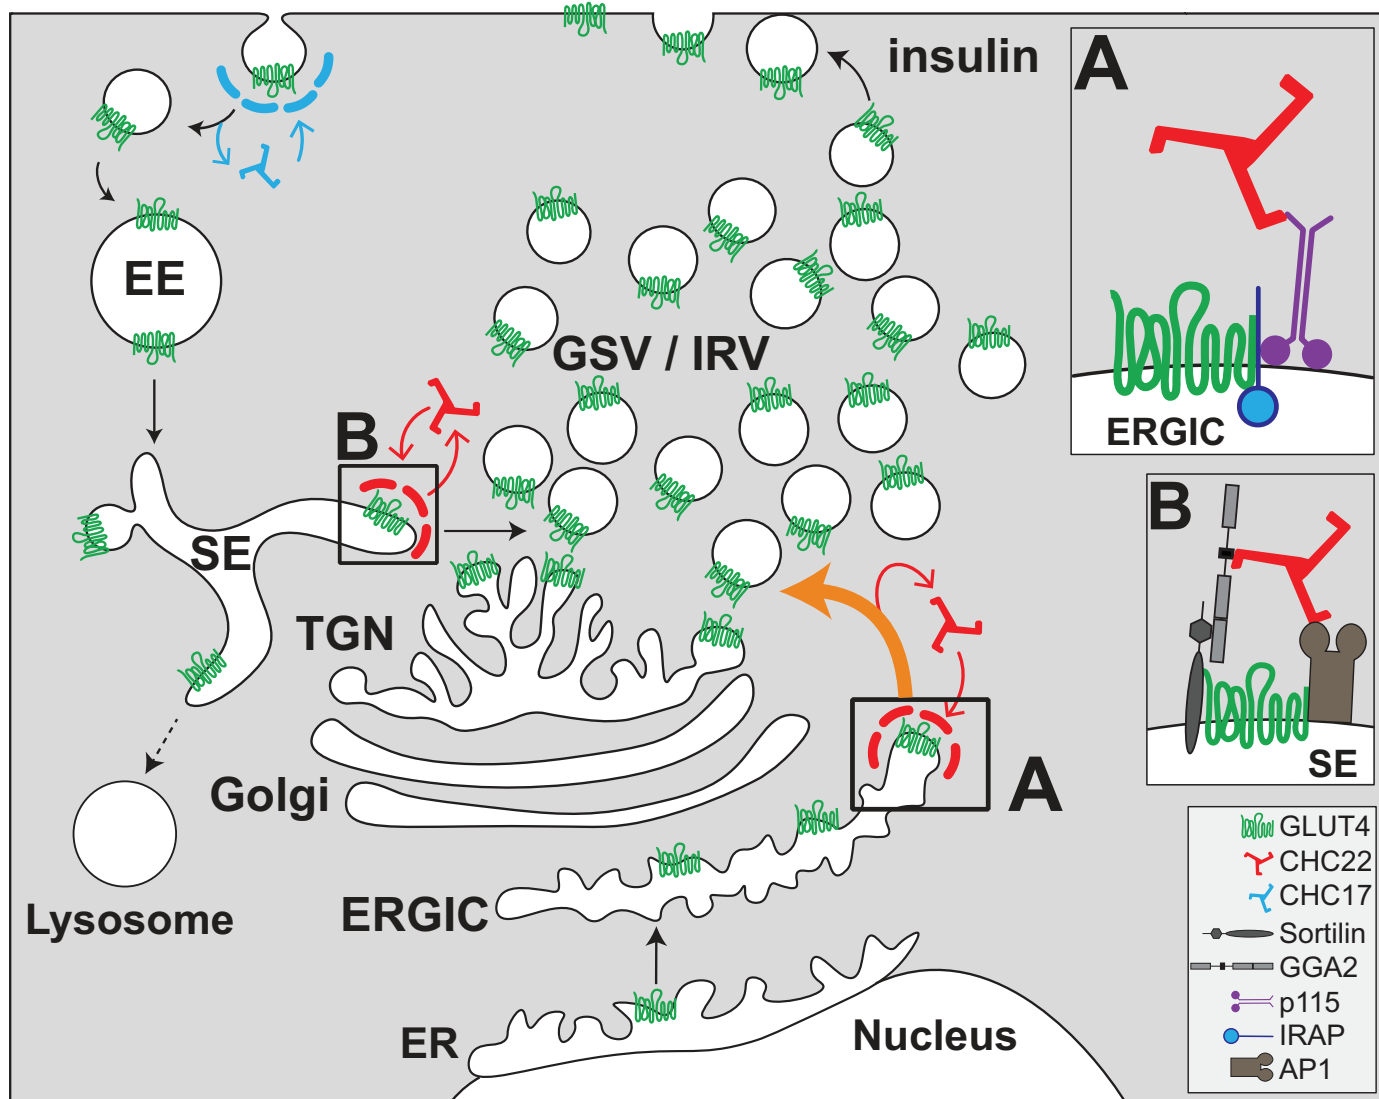 insulin
EE
GSV / IRV
B
SE
TGN
Golgi
A
Lysosome
ERGIC
ER
Nucleus
A
ERGIC
B
SE
GLUT4
CHC22
CHC17
Sortilin
GGA2
p115
IRAP
AP1